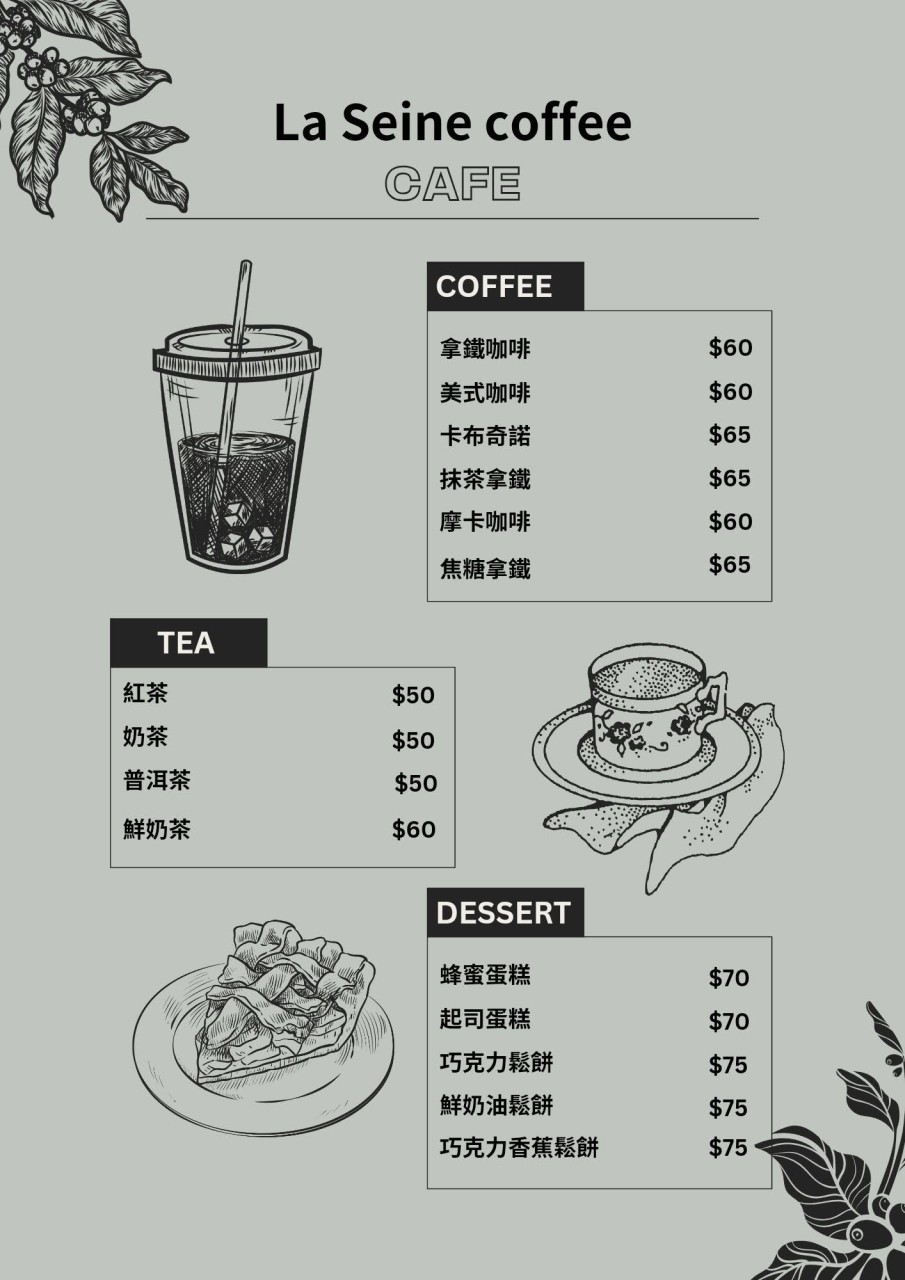 La Seine coffee
CAFE
COFFEE
拿鐵咖啡 $60
美式咖啡 $60
卡布奇諾 $65
抹茶拿鐵 $65
摩卡咖啡 $60
焦糖拿鐵 $65
TEA
紅茶 $50
奶茶 $50
普洱茶 $50
鮮奶茶 $60
DESSERT
蜂蜜蛋糕 $70
起司蛋糕 $70
巧克力鬆餅 $75
鮮奶油鬆餅 $75
巧克力香蕉鬆餅 $75